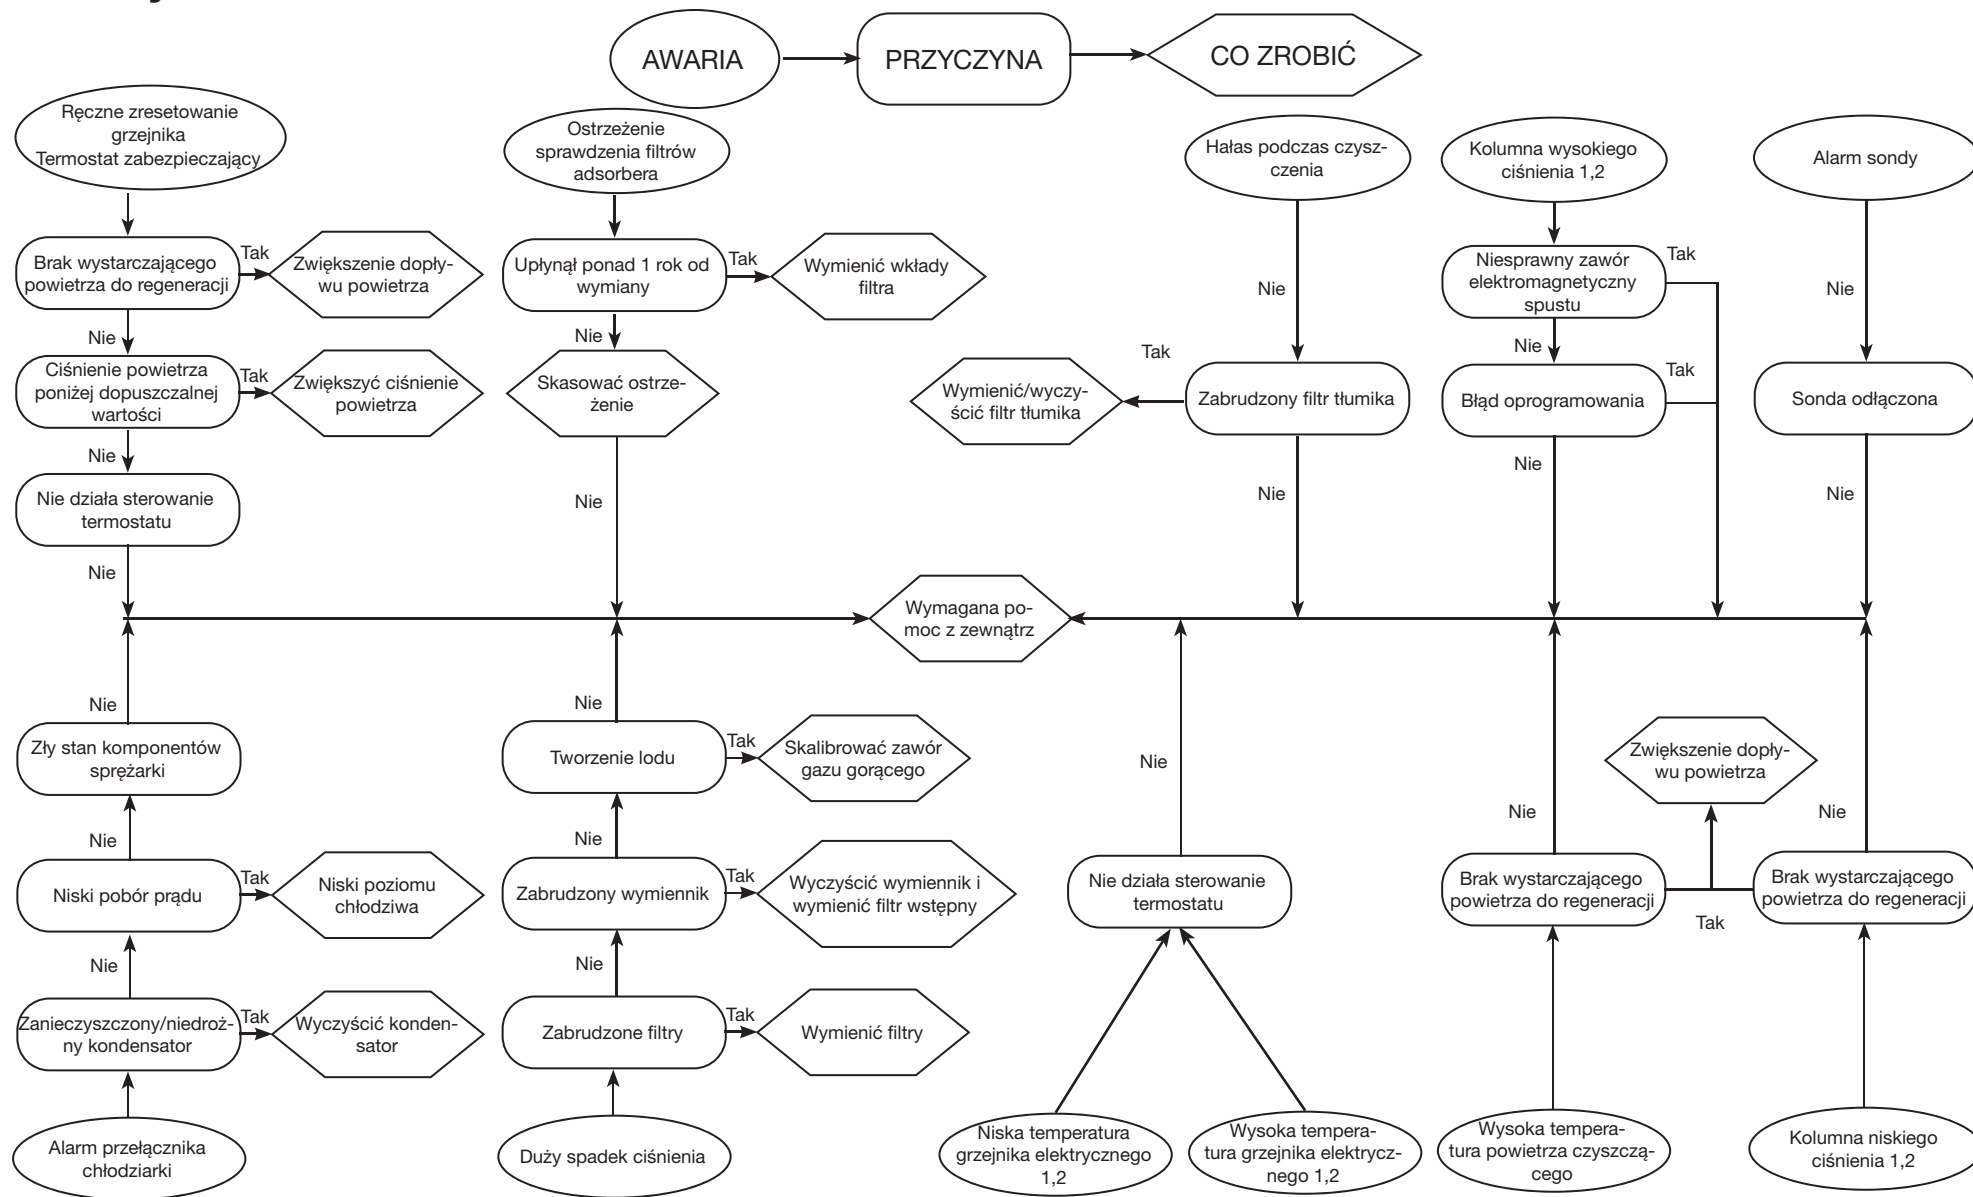 AWARIA
PRZYCZYNA
CO ZROBIĆ
Ręczne zresetowanie
grzejnika
Termostat zabezpieczający
Brak wystarczającego
powietrza do regeneracji
Tak
Zwiększenie dopły-
wu powietrza
Nie
Ciśnienie powietrza
poniżej dopuszczalnej
wartości
Tak
Zwiększyć ciśnienie
powietrza
Nie
Nie działa sterowanie
termostatu
Nie
Ostrzeżenie
sprawdzenia filtrów
adsorbera
Upłynął ponad 1 rok od
wymiany
Tak
Wymienić wkłady
filtra
Nie
Skasować ostrze-
żenie
Nie
Hałas podczas czysz-
czenia
Nie
Tak
Wymienić/wyczy-
ścić filtr tłumika
Zabrudzony filtr tłumika
Nie
Kolumna wysokiego
ciśnienia 1,2
Niesprawny zawór
elektromagnetyczny
spustu
Tak
Nie
Błąd oprogramowania
Tak
Nie
Alarm sondy
Nie
Sonda odłączona
Nie
Wymagana po-
moc z zewnątrz
Nie
Zły stan komponentów
sprężarki
Nie
Niski pobór prądu
Tak
Niski poziomu
chłodziwa
Nie
Zanieczyszczony/niedroż-
ny kondensator
Tak
Wyczyścić konden-
sator
Alarm przełącznika
chłodziarki
Nie
Tworzenie lodu
Tak
Skalibrować zawór
gazu gorącego
Nie
Zabrudzony wymiennik
Tak
Wyczyścić wymiennik i
wymienić filtr wstępny
Nie
Zabrudzone filtry
Tak
Wymienić filtry
Duży spadek ciśnienia
Nie
Nie działa sterowanie
termostatu
Niska temperatura
grzejnika elektrycznego
1,2
Wysoka tempera-
tura grzejnika elektrycz-
nego 1,2
Nie
Brak wystarczającego
powietrza do regeneracji
Wysoka tempera-
tura powietrza czyszczą-
cego
Zwiększenie dopły-
wu powietrza
Tak
Nie
Brak wystarczającego
powietrza do regeneracji
Kolumna niskiego
ciśnienia 1,2